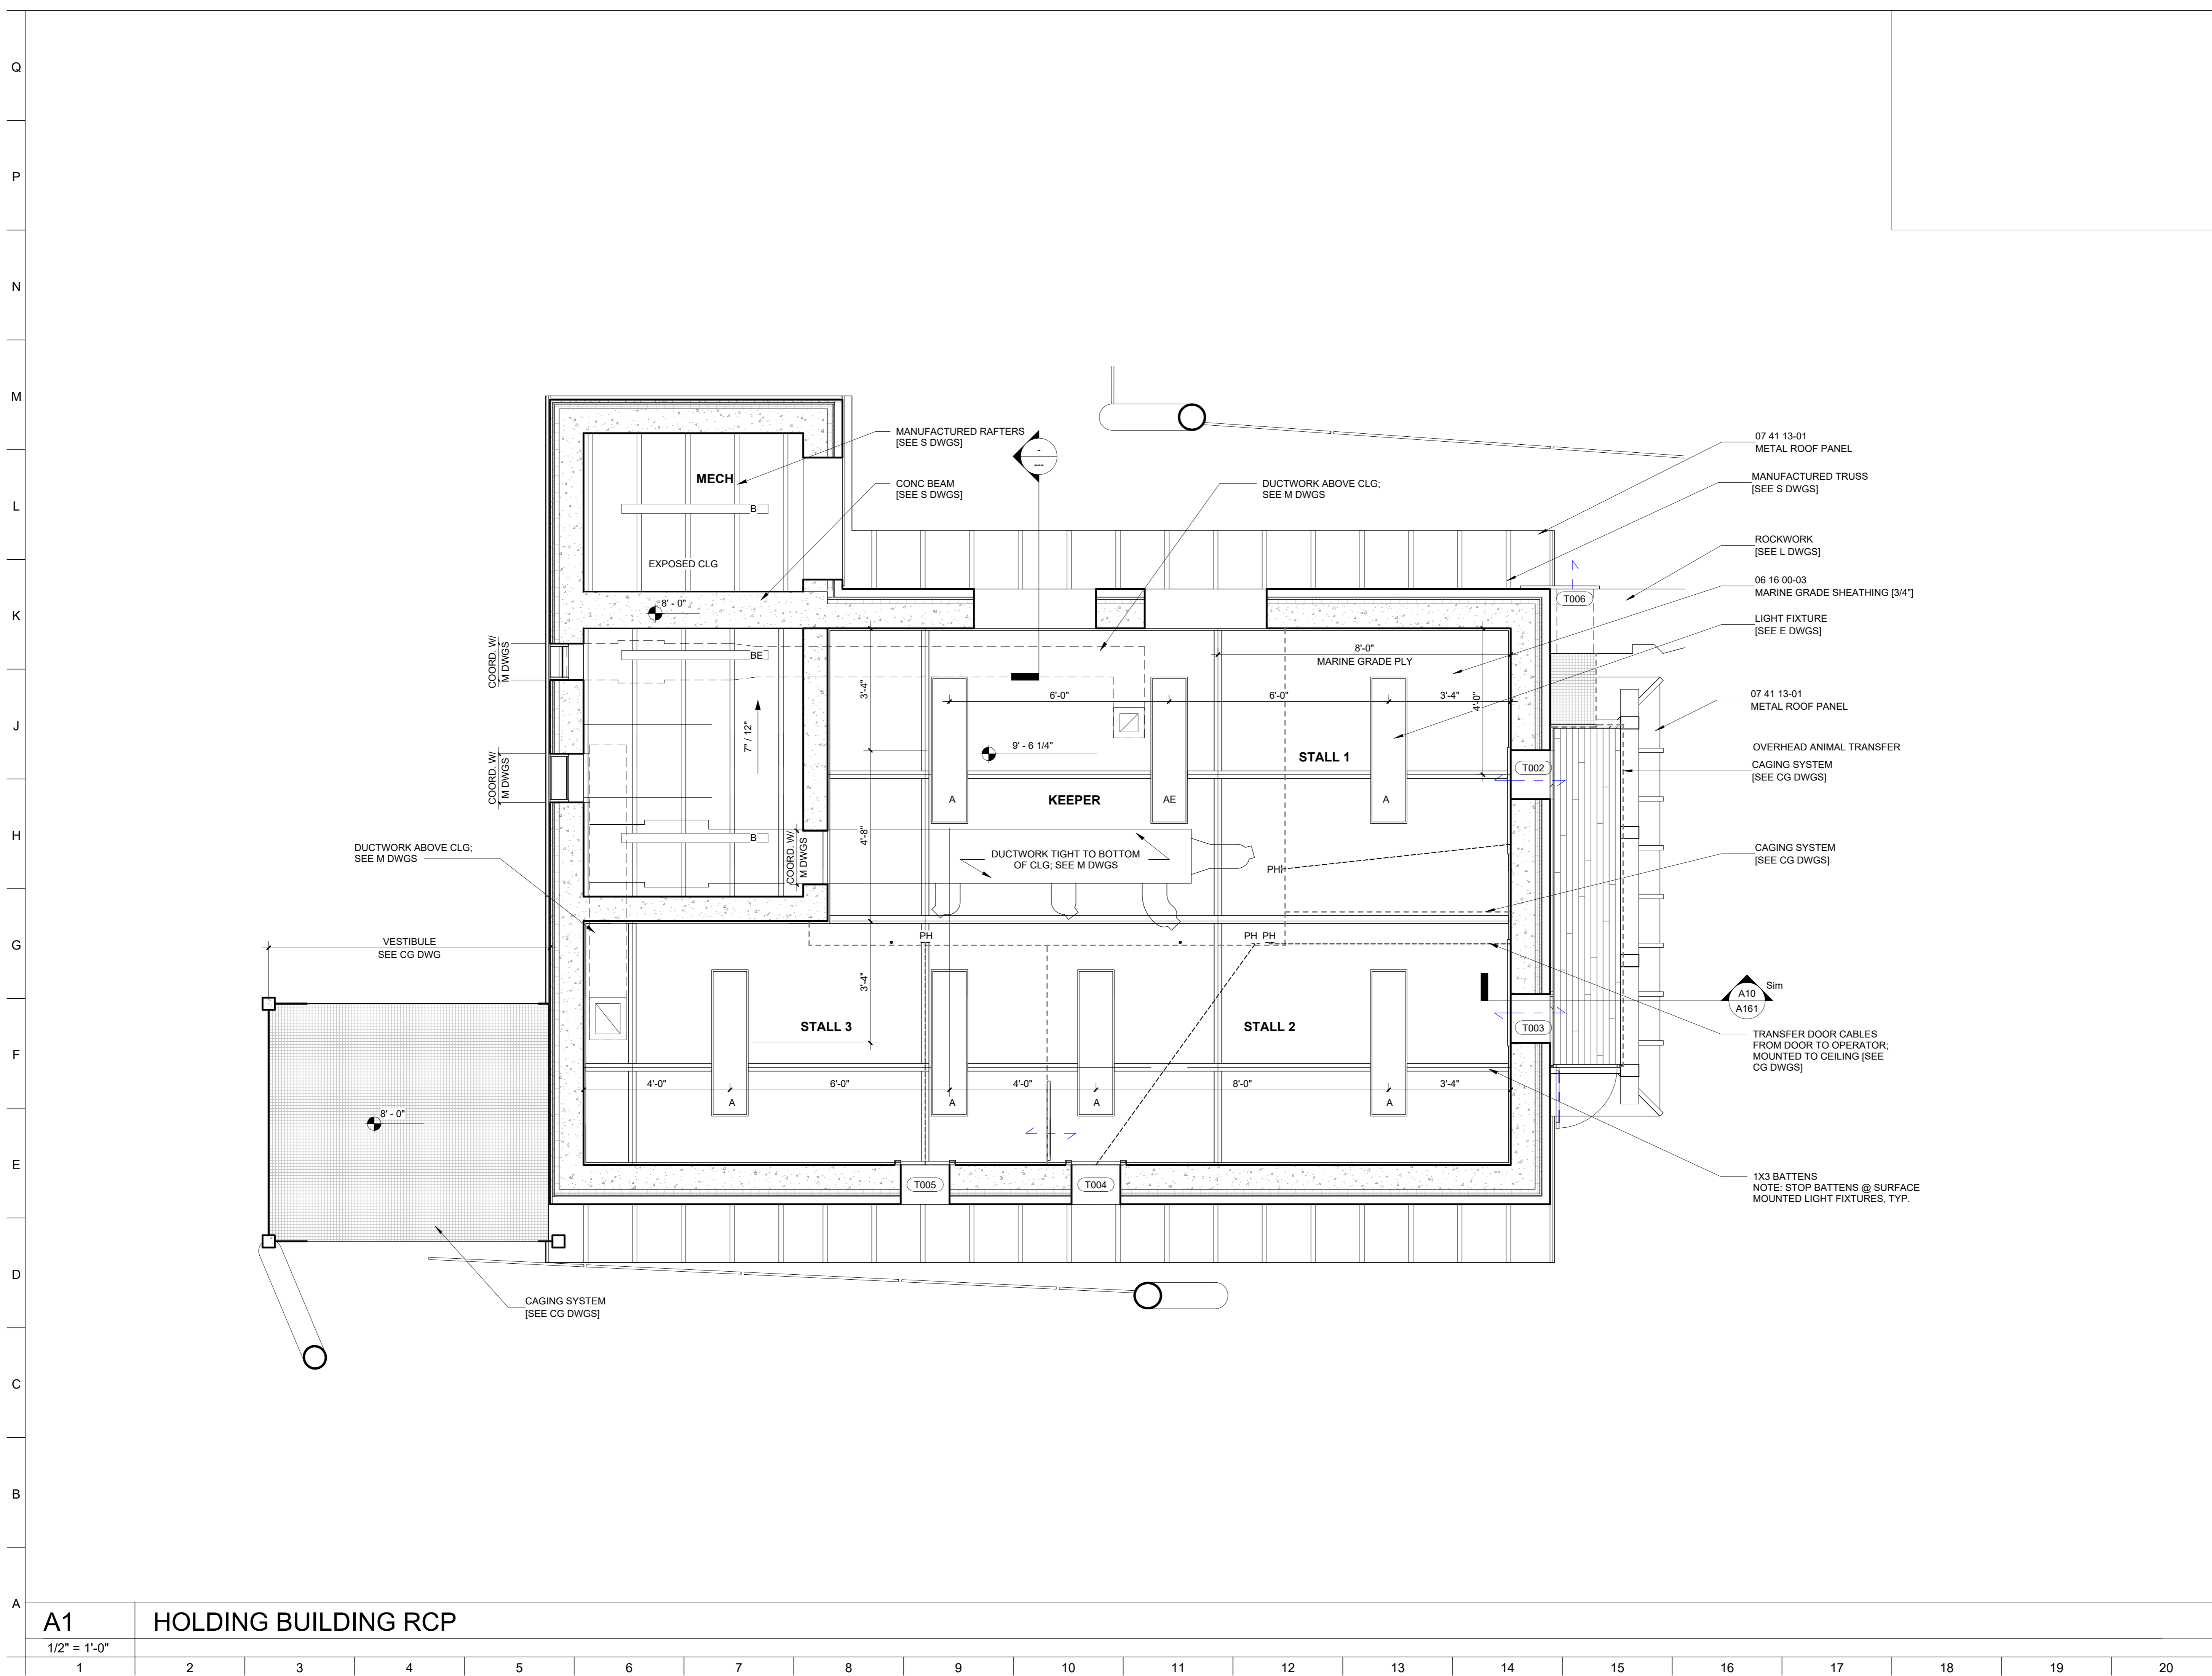 Q
P
N
M
L
K
J
H
G
F
E
D
C
B
A
MANUFACTURED RAFTERS
[SEE S DWGS]
-
---
CONC BEAM
[SEE S DWGS]
DUCTWORK ABOVE CLG;
SEE M DWGS
07 41 13-01
METAL ROOF PANEL
MANUFACTURED TRUSS
[SEE S DWGS]
ROCKWORK
[SEE L DWGS]
06 16 00-03
MARINE GRADE SHEATHING [3/4"]
LIGHT FIXTURE
[SEE E DWGS]
07 41 13-01
METAL ROOF PANEL
OVERHEAD ANIMAL TRANSFER
CAGING SYSTEM
[SEE CG DWGS]
CAGING SYSTEM
[SEE CG DWGS]
A10
A161
Sim
TRANSFER DOOR CABLES
FROM DOOR TO OPERATOR;
MOUNTED TO CEILING [SEE
CG DWGS]
1X3 BATTENS
NOTE: STOP BATTENS @ SURFACE
MOUNTED LIGHT FIXTURES, TYP.
MECH
B
EXPOSED CLG
8' - 0"
T006
COORD. W/
M DWGS
BE
8'-0"
MARINE GRADE PLY
3'-4"
6'-0"
6'-0"
3'-4"
4'-0"
7" / 12"
9' - 6 1/4"
STALL 1
T002
COORD. W/
M DWGS
A
KEEPER
AE
A
B
COORD. W/
M DWGS
4'-8"
DUCTWORK TIGHT TO BOTTOM
OF CLG; SEE M DWGS
PH
DUCTWORK ABOVE CLG;
SEE M DWGS
VESTIBULE
SEE CG DWG
PH
PH
PH
3'-4"
STALL 3
STALL 2
T003
4'-0"
6'-0"
4'-0"
8'-0"
3'-4"
A
A
A
A
8' - 0"
T005
T004
CAGING SYSTEM
[SEE CG DWGS]
A1
HOLDING BUILDING RCP
1/2" = 1'-0"
1 2 3 4 5 6 7 8 9 10 11 12 13 14 15 16 17 18 19 20